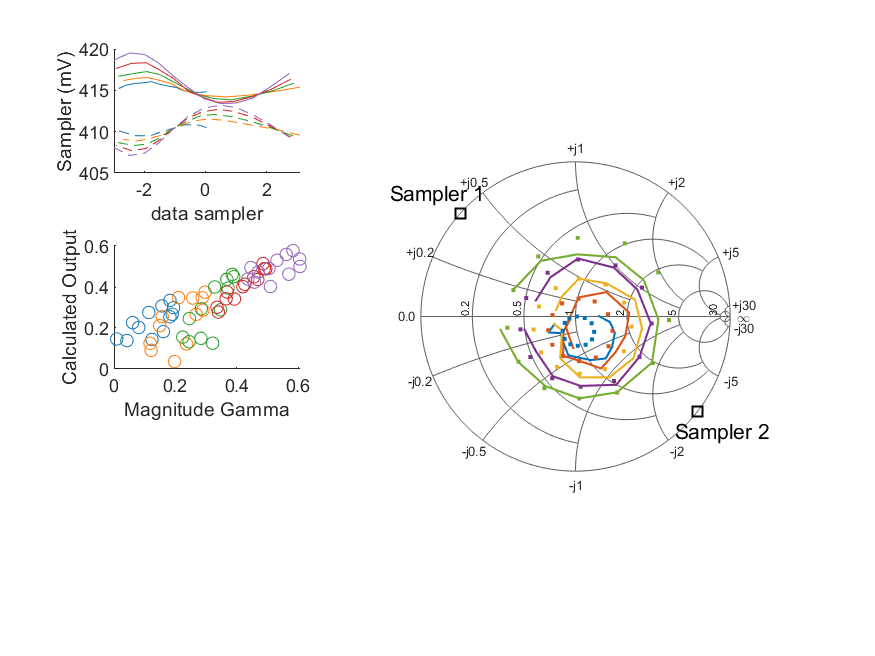 420
415
410
405
Sampler (mV)
-2
0
2
data sampler
0.6
0.4
0.2
0
Calculated Output
0
0.2
0.4
0.6
Magnitude Gamma
+j1
+j0.5
+j2
Sampler 1
+j0.2
+j5
0.0
0.2
0.5
1
2
5
30
+j30
∞
-j30
-j0.2
-j5
Sampler 2
-j0.5
-j2
-j1